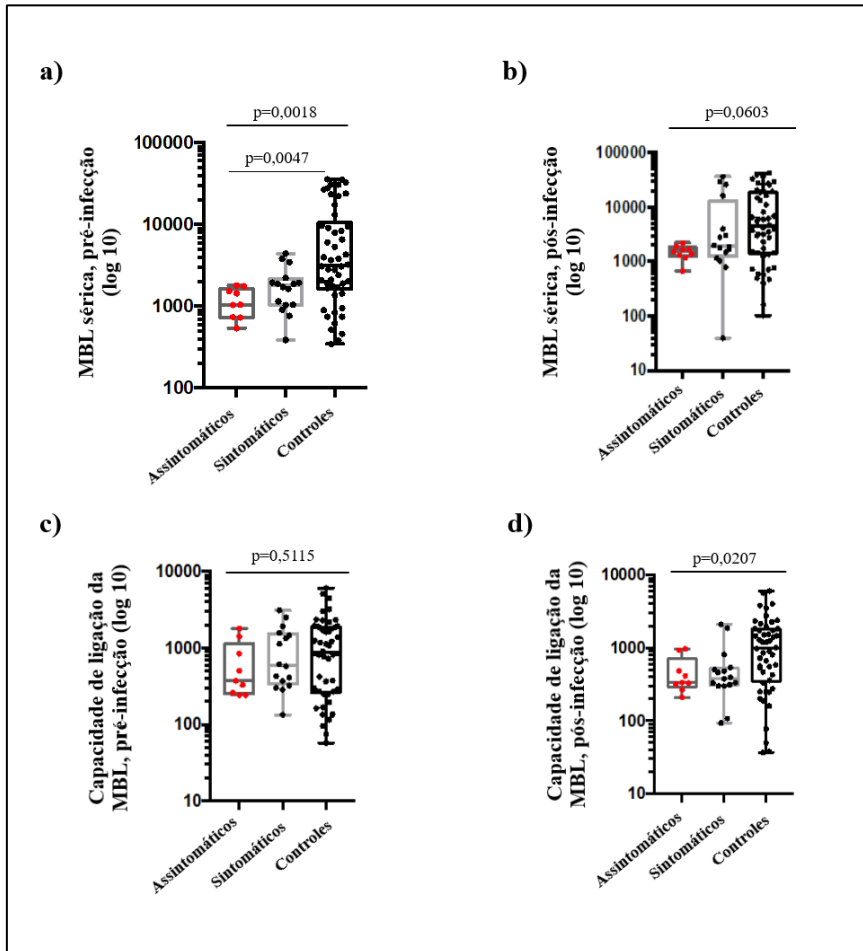 a)
p=0,0018
p=0,0047
MBL sérica, pré-infecção
(log 10)
100000
10000
1000
100
Assintomáticos
Sintomáticos
Controles
b)
p=0,0603
MBL sérica, pós-infecção
(log 10)
100000
10000
1000
100
10
Assintomáticos
Sintomáticos
Controles
c)
p=0,5115
Capacidade de ligação da
MBL, pré-infecção (log 10)
10000
1000
100
10
Assintomáticos
Sintomáticos
Controles
d)
p=0,0207
Capacidade de ligação da
MBL, pós-infecção (log 10)
10000
1000
100
10
Assintomáticos
Sintomáticos
Controles